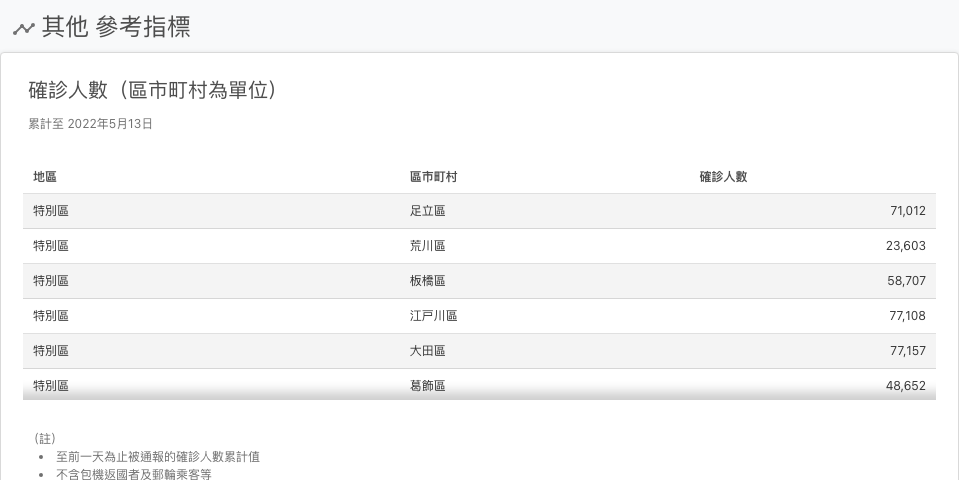 其他 參考指標
確診人數（區市町村為單位）
累計至 2022年5月13日
地區 區市町村 確診人數
特別區 足立區 71,012
特別區 荒川區 23,603
特別區 板橋區 58,707
特別區 江戸川區 77,108
特別區 大田區 77,157
特別區 葛飾區 48,652
（註）
• 至前一天為止被通報的確診人數累計值
• 不含包機返國者及郵輪乘客等